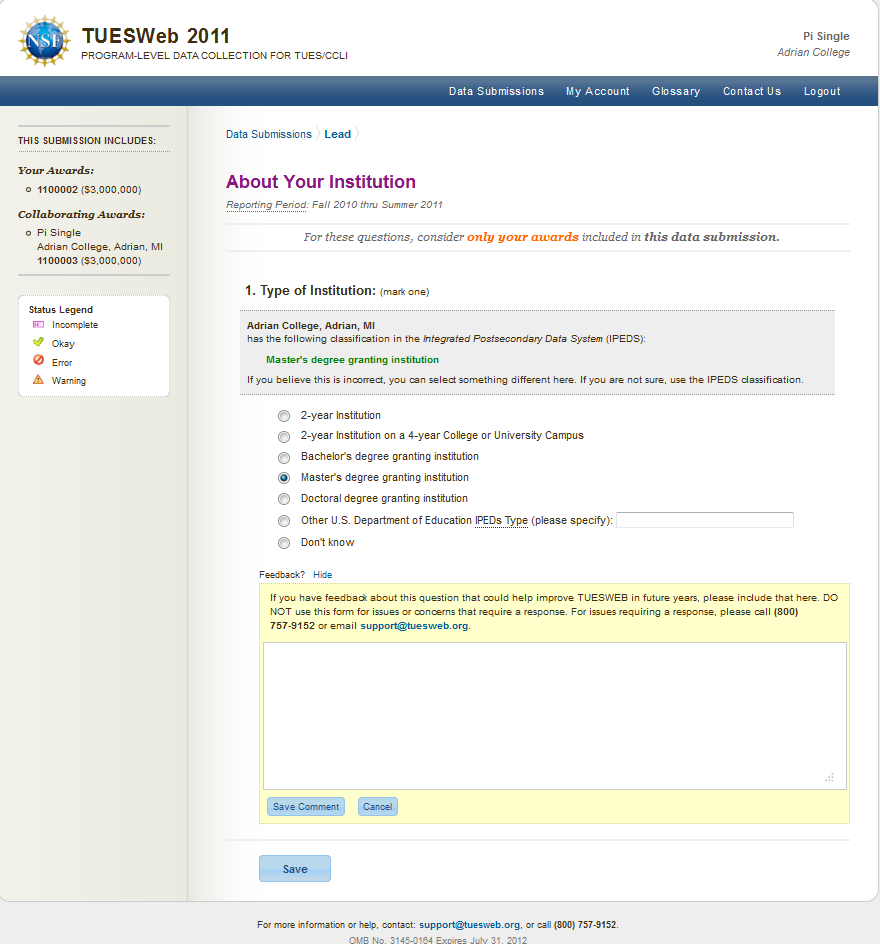 NSF
TUESWeb 2011
PROGRAM-LEVEL DATA COLLECTION FOR TUES/CCLI
Pi Single
Adrian College
Data Submissions My Account Glossary Contact Us Logout
THIS SUBMISSION INCLUDES:
Your Awards:
1100002 ($3,000,000)
Collaborating Awards:
Pi Single
Adrian College, Adrian, MI
1100003 ($3,000,000)
Status Legend
Incomplete
Okay
Error
Warning
Data Submissions Lead
About Your Institution
Reporting Period: Fall 2010 thru Summer 2011
For these questions, consider only your awards included in this data submission.
1. Type of Institution: (mark one)
Adrian College, Adrian, MI
has the following classification in the Integrated Postsecondary Data System (IPEDS):
Master's degree granting institution
If you believe this is incorrect, you can select something different here. If you are not sure, use the IPEDS classification.
2-year Institution
2-year Institution on a 4-year College or University Campus
Bachelor's degree granting institution
Master's degree granting institution
Doctoral degree granting institution
Other U.S. Department of Education IPEDs Type (please specify):
Don't know
Feedback? Hide
If you have feedback about this question that could help improve TUESWEB in future years, please include that here. DO
NOT use this form for issues or concerns that require a response. For issues requiring a response, please call (800)
757-9152 or email support@tuesweb.org.
Save Comment Cancel
Save
For more information or help, contact: support@tuesweb.org, or call (800) 757-9152.
OMB No. 3145-0164 Expires July 31, 2012